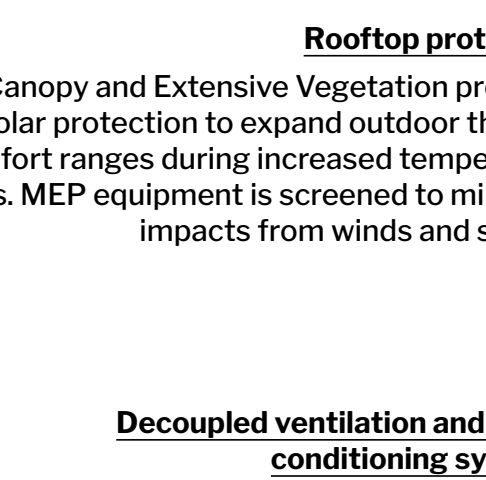 Rooftop prot
Canopy and Extensive Vegetation pr
olar protection to expand outdoor th
fort ranges during increased tempe
s. MEP equipment is screened to mi
impacts from winds and s
Decoupled ventilation and
conditioning sy